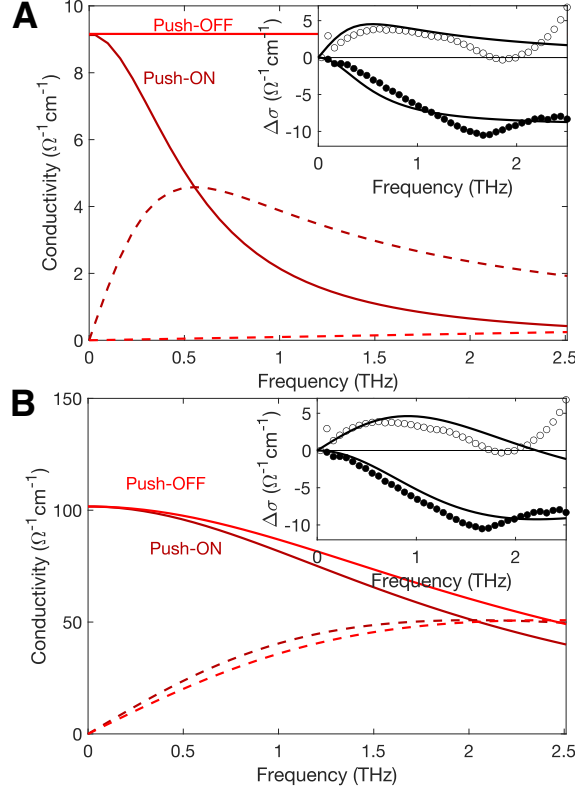 A
10
8
6
4
2
0
Conductivity (Ω⁻¹cm⁻¹)
Push-OFF
Push-ON
5
0
-5
-10
Δσ (Ω⁻¹cm⁻¹)
0
1
2
Frequency (THz)
0
0.5
1
1.5
2
2.5
Frequency (THz)
B
150
100
50
0
Conductivity (Ω⁻¹cm⁻¹)
Push-OFF
Push-ON
5
0
-5
-10
Δσ (Ω⁻¹cm⁻¹)
0
1
2
Frequency (THz)
0
0.5
1
1.5
2
2.5
Frequency (THz)